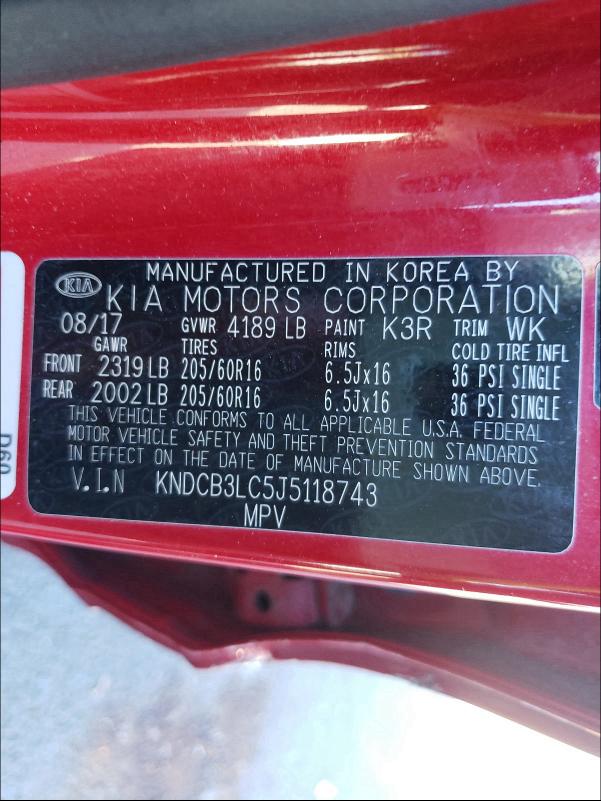 MANUFACTURED IN KOREA BY
KIA KIA MOTORS CORPORATION
08/17 GVWR 4189 LB PAINT K3R TRIM WK
GAWR TIRES RIMS COLD TIRE INFL
FRONT 2319 LB 205/60R16 6.5Jx16 36 PSI SINGLE
REAR 2002 LB 205/60R16 6.5Jx16 36 PSI SINGLE
THIS VEHICLE CONFORMS TO ALL APPLICABLE U.S.A. FEDERAL
MOTOR VEHICLE SAFETY AND THEFT PREVENTION STANDARDS
IN EFFECT ON THE DATE OF MANUFACTURE SHOWN ABOVE.
V.I.N KNDCB3LC5J5118743
MPV
D60